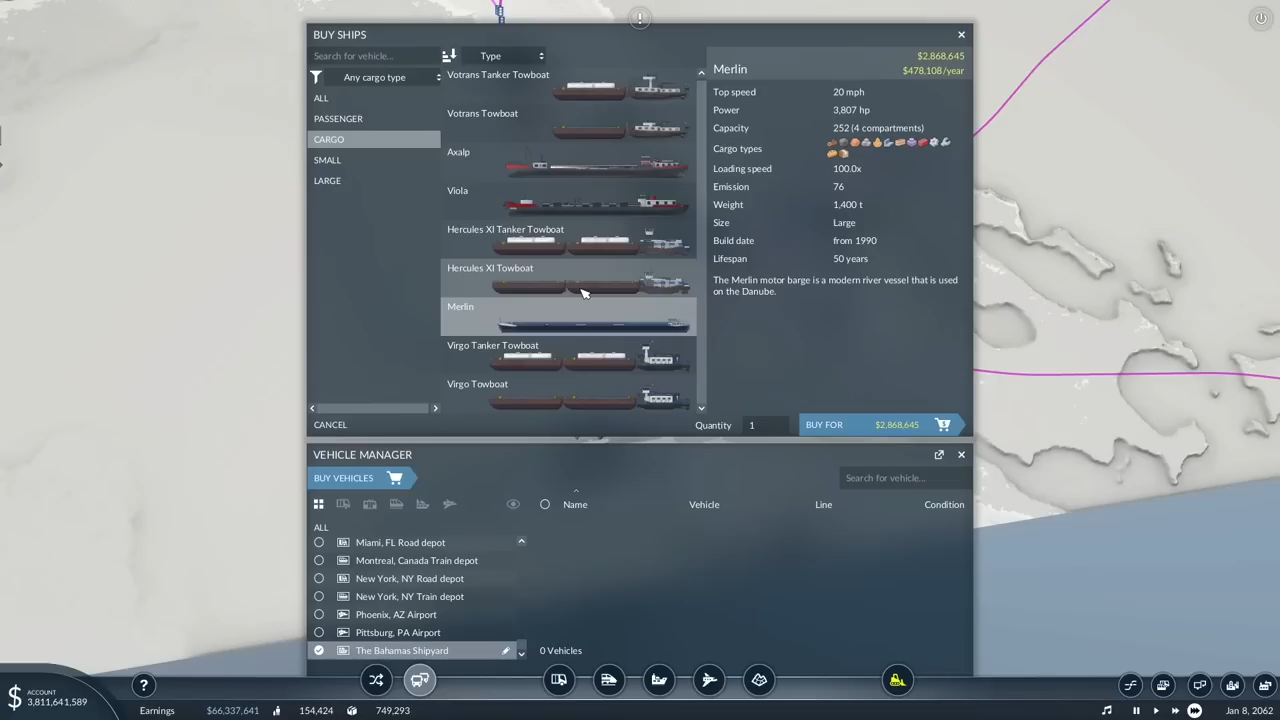 BUY SHIPS
Search for vehicle...
Type
Any cargo type
ALL
PASSENGER
CARGO
SMALL
LARGE
Votrans Tanker Towboat
Votrans Towboat
Axalp
Viola
Hercules XI Tanker Towboat
Hercules XI Towboat
Merlin
Virgo Tanker Towboat
Virgo Towboat
$2,868,645
Merlin
$478,108/year
Top speed 20 mph
Power 3,807 hp
Capacity 252 (4 compartments)
Cargo types
Loading speed 100.0x
Emission 76
Weight 1,400 t
Size Large
Build date from 1990
Lifespan 50 years
The Merlin motor barge is a modern river vessel that is used
on the Danube.
CANCEL
Quantity 1
BUY FOR $2,868,645
VEHICLE MANAGER
BUY VEHICLES
Search for vehicle...
Name Vehicle Line Condition
ALL
Miami, FL Road depot
Montreal, Canada Train depot
New York, NY Road depot
New York, NY Train depot
Phoenix, AZ Airport
Pittsburg, PA Airport
The Bahamas Shipyard
0 Vehicles
$ ACCOUNT
3,811,641,589
?
Earnings $66,337,641 154,424 749,293
Jan 8, 2062